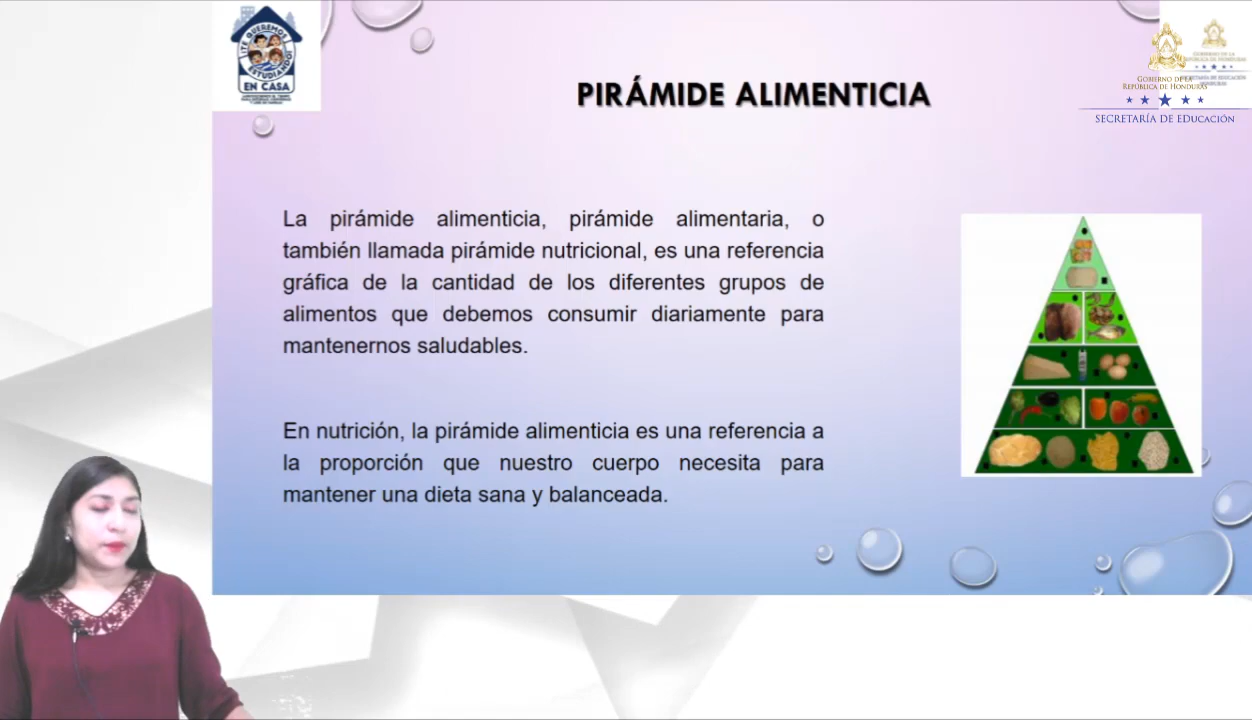 ¡TE QUEREMOS
ESTUDIANDO!
EN CASA
PIRÁMIDE ALIMENTICIA
GOBIERNO DE LA
REPÚBLICA DE HONDURAS
SECRETARÍA DE EDUCACIÓN
La pirámide alimenticia, pirámide alimentaria, o
también llamada pirámide nutricional, es una referencia
gráfica de la cantidad de los diferentes grupos de
alimentos que debemos consumir diariamente para
mantenernos saludables.
En nutrición, la pirámide alimenticia es una referencia a
la proporción que nuestro cuerpo necesita para
mantener una dieta sana y balanceada.